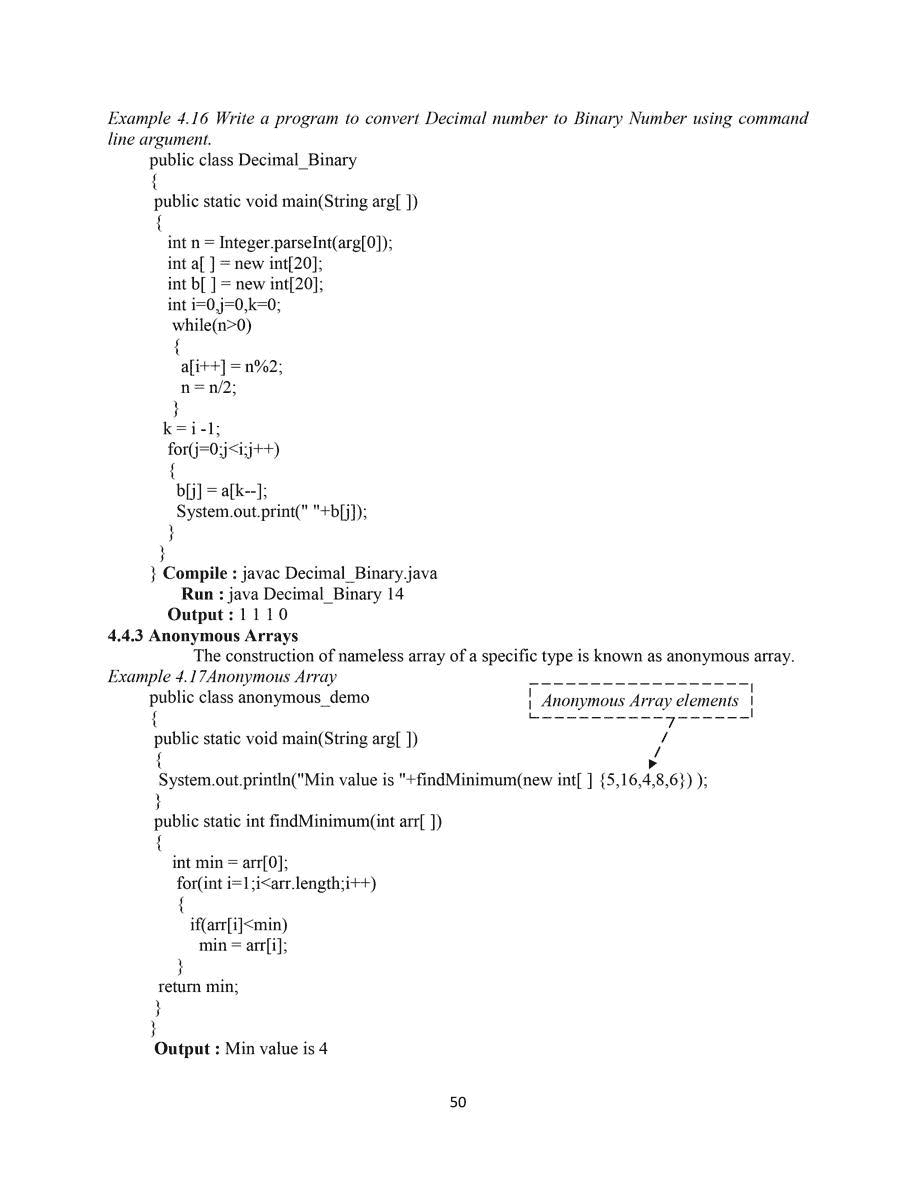 Example 4.16 Write a program to convert Decimal number to Binary Number using command
line argument.
public class Decimal_Binary
{
public static void main(String arg[ ])
{
int n = Integer.parseInt(arg[0]);
int a[ ] = new int[20];
int b[ ] = new int[20];
int i=0,j=0,k=0;
while(n>0)
{
a[i++] = n%2;
n = n/2;
}
k = i -1;
for(j=0;j<i;j++)
{
b[j] = a[k--];
System.out.print(" "+b[j]);
}
}
} Compile : javac Decimal_Binary.java
Run : java Decimal_Binary 14
Output : 1 1 1 0
4.4.3 Anonymous Arrays
The construction of nameless array of a specific type is known as anonymous array.
Example 4.17Anonymous Array
public class anonymous_demo
Anonymous Array elements
{
public static void main(String arg[ ])
{
System.out.println("Min value is "+findMinimum(new int[ ] {5,16,4,8,6}) );
}
public static int findMinimum(int arr[ ])
{
int min = arr[0];
for(int i=1;i<arr.length;i++)
{
if(arr[i]<min)
min = arr[i];
}
return min;
}
}
Output : Min value is 4
50